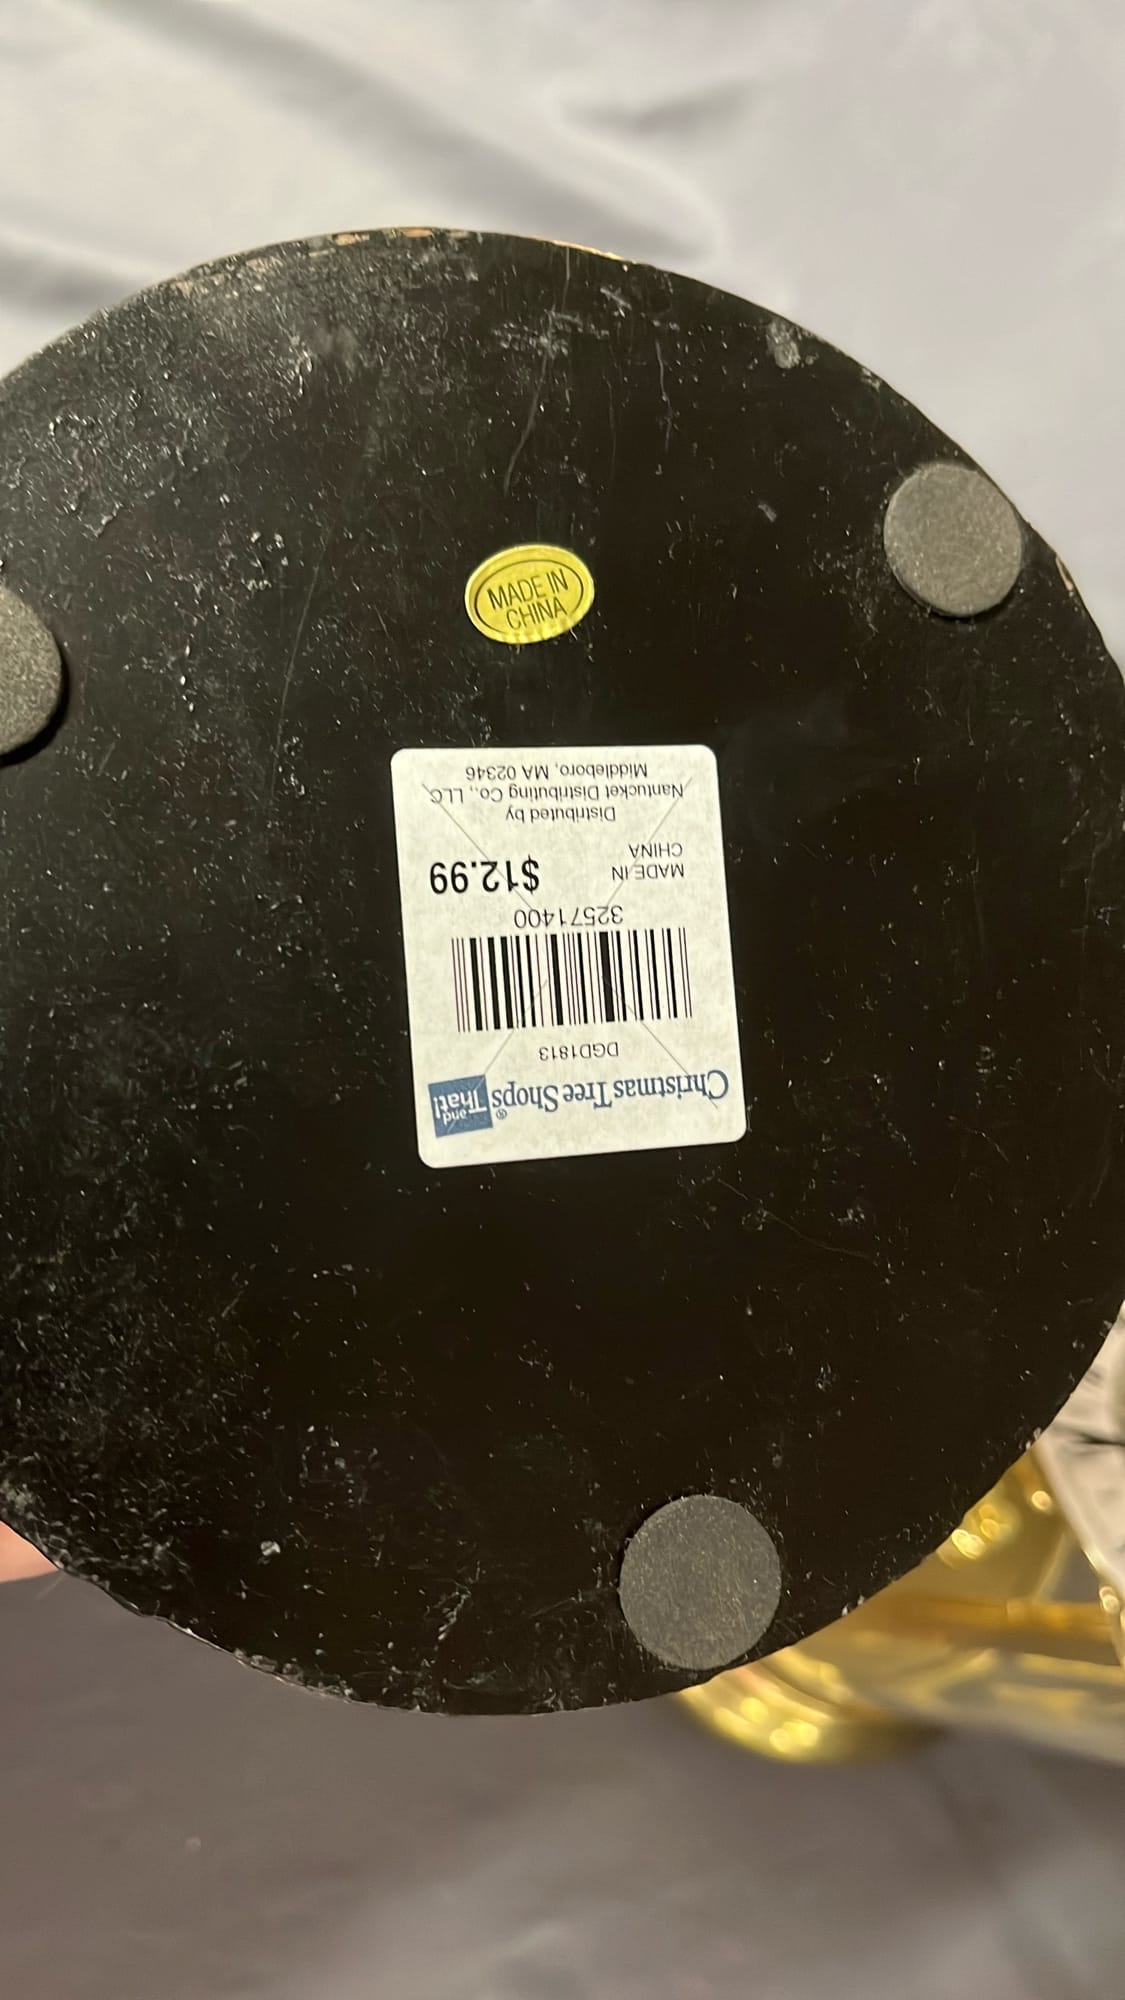 MADE IN
CHINA
Christmas Tree Shops®
and
That!
DGD1813
32571400
MADE IN
CHINA
$12.99
Distributed by
Nantucket Distributing Co., LLC
Middleboro, MA 02346